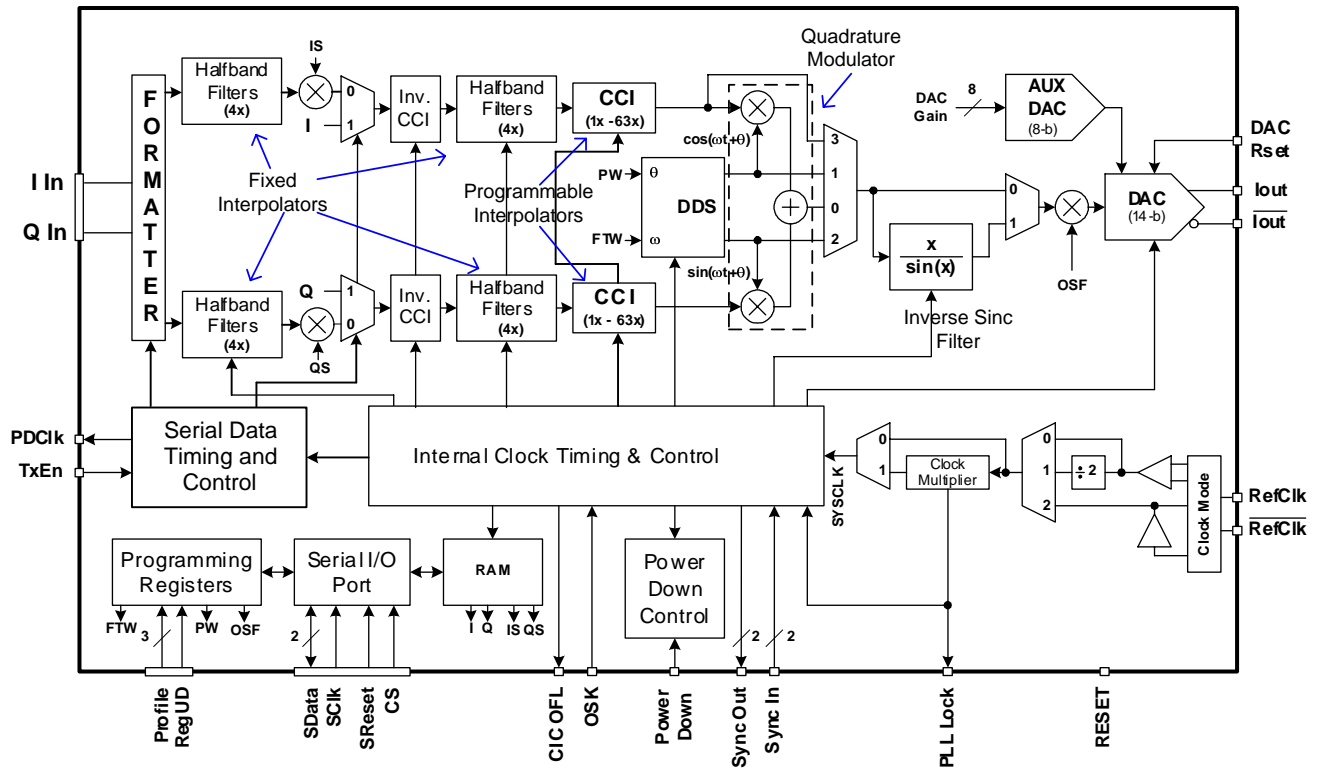 Quadrature
Modulator
IS
Halfband
Filters
(4x)
0
I
1
Inv.
CCI
Halfband
Filters
(4x)
CCI
(1x - 63x)
8
DAC
Gain
AUX
DAC
(8-b)
DAC
Rset
FORMATTER
I In
Q In
Fixed
Interpolators
Programmable
Interpolators
cos(ωt+θ)
PW
θ
DDS
FTW
ω
sin(ωt+θ)
3
1
0
2
0
1
x
sin(x)
Inverse Sinc
Filter
OSF
DAC
(14-b)
Iout
Iout
Halfband
Filters
(4x)
Q
1
0
QS
Inv.
CCI
Halfband
Filters
(4x)
CCI
(1x - 63x)
PDClk
TxEn
Serial Data
Timing and
Control
Internal Clock Timing & Control
SYSCLK
0
1
Clock
Multiplier
0
1
2
÷ 2
Clock Mode
RefClk
RefClk
Programming
Registers
Serial I/O
Port
RAM
Power
Down
Control
FTW
3
PW
OSF
2
I
Q
IS
QS
2
2
Profile
RegUD
SData
SClk
SReset
CS
CIC OFL
OSK
Power
Down
Sync Out
Sync In
PLL Lock
RESET